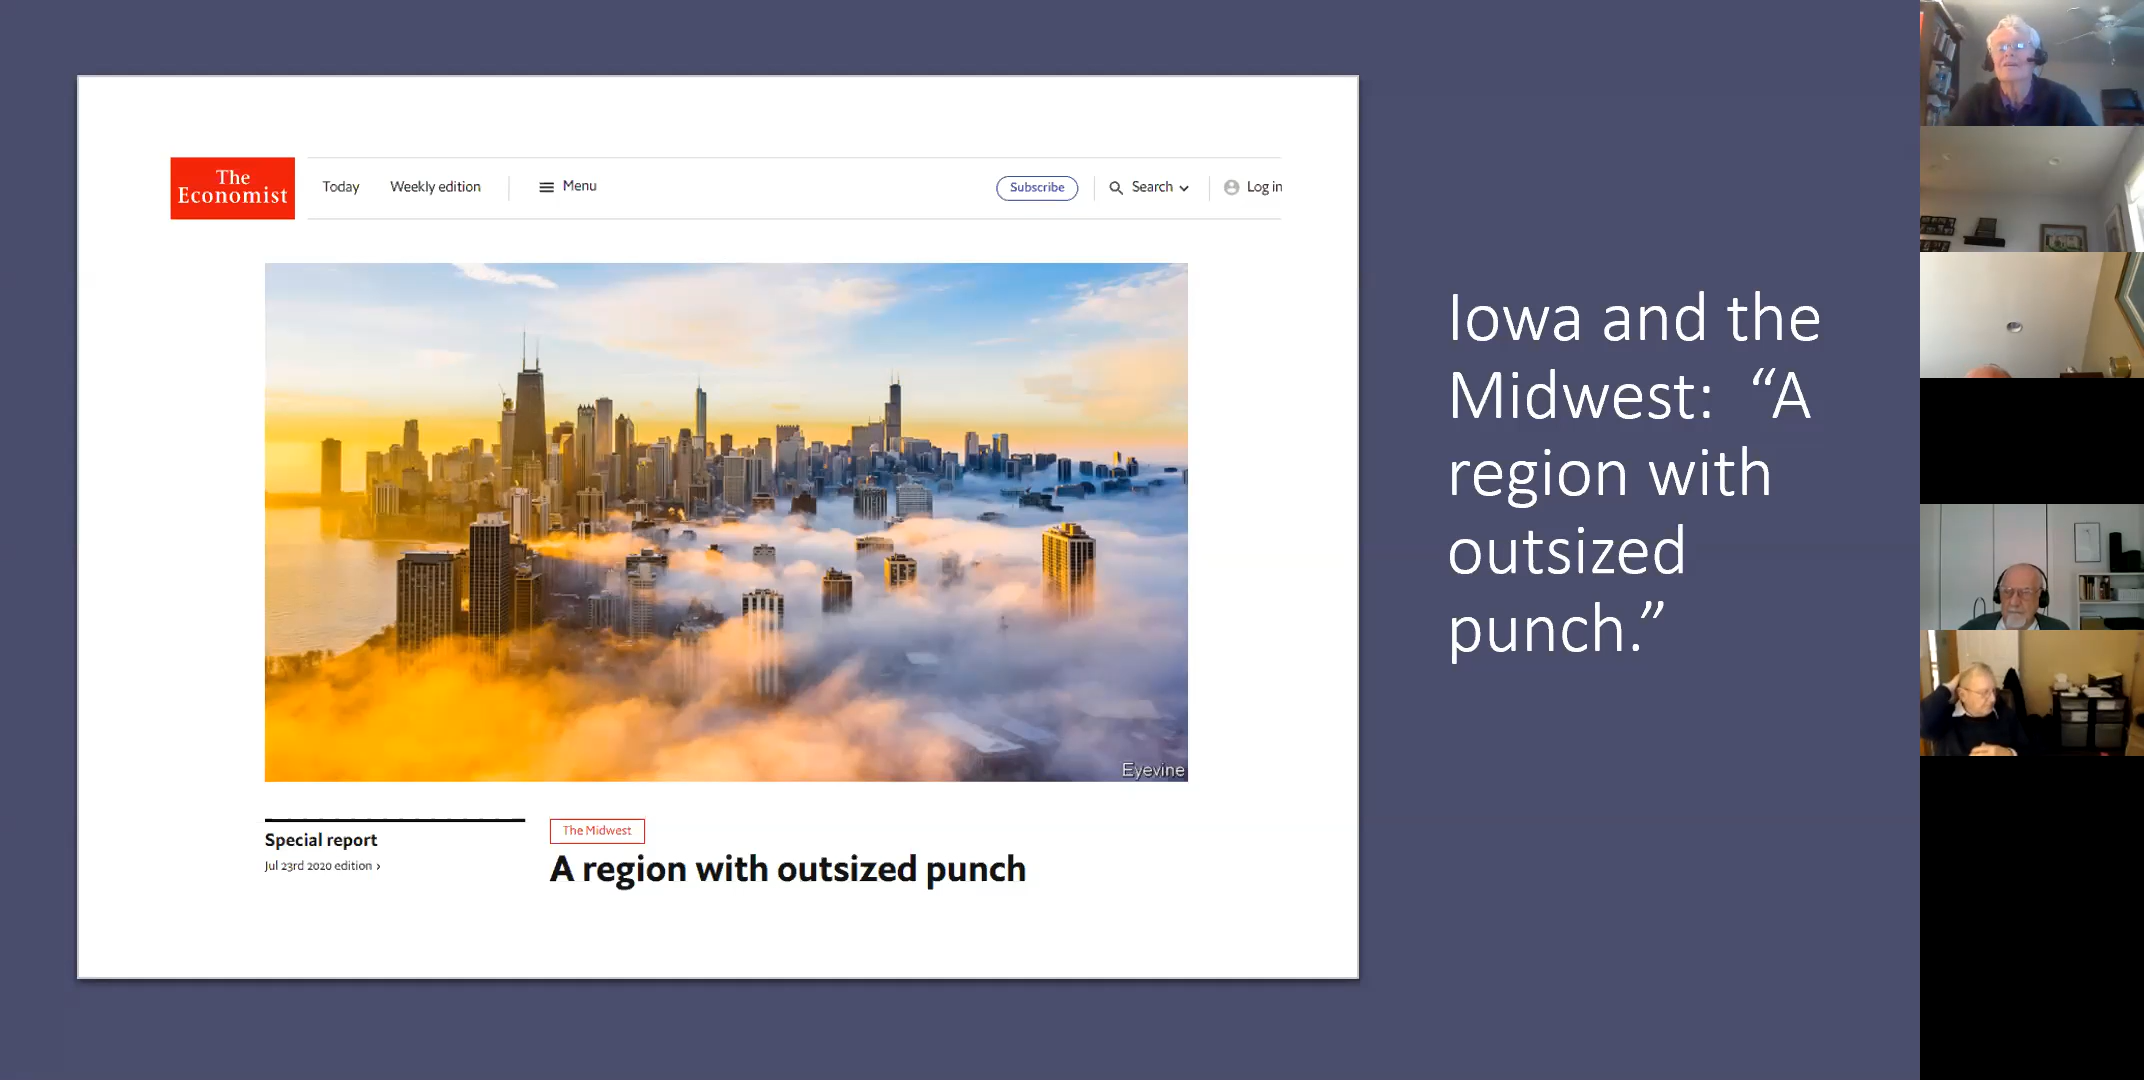 The
Economist
Today
Weekly edition
Menu
Subscribe
Search
Log in
Eyevine
Special report
Jul 23rd 2020 edition ›
The Midwest
A region with outsized punch
Iowa and the
Midwest: “A
region with
outsized
punch.”